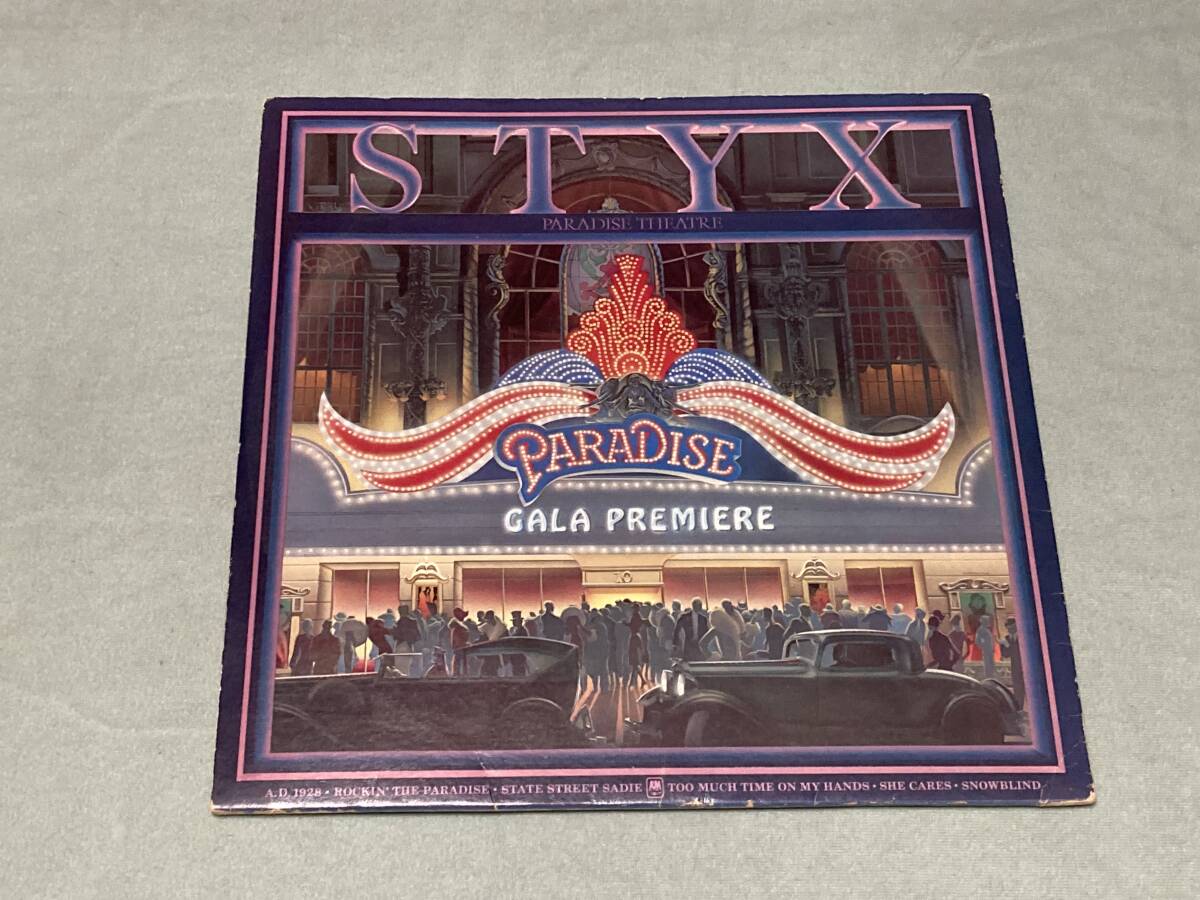 STYX
PARADISE THEATRE
PARADISE
GALA PREMIERE
10
A.D. 1928 • ROCKIN' THE PARADISE • STATE STREET SADIE A&M TOO MUCH TIME ON MY HANDS • SHE CARES • SNOWBLIND